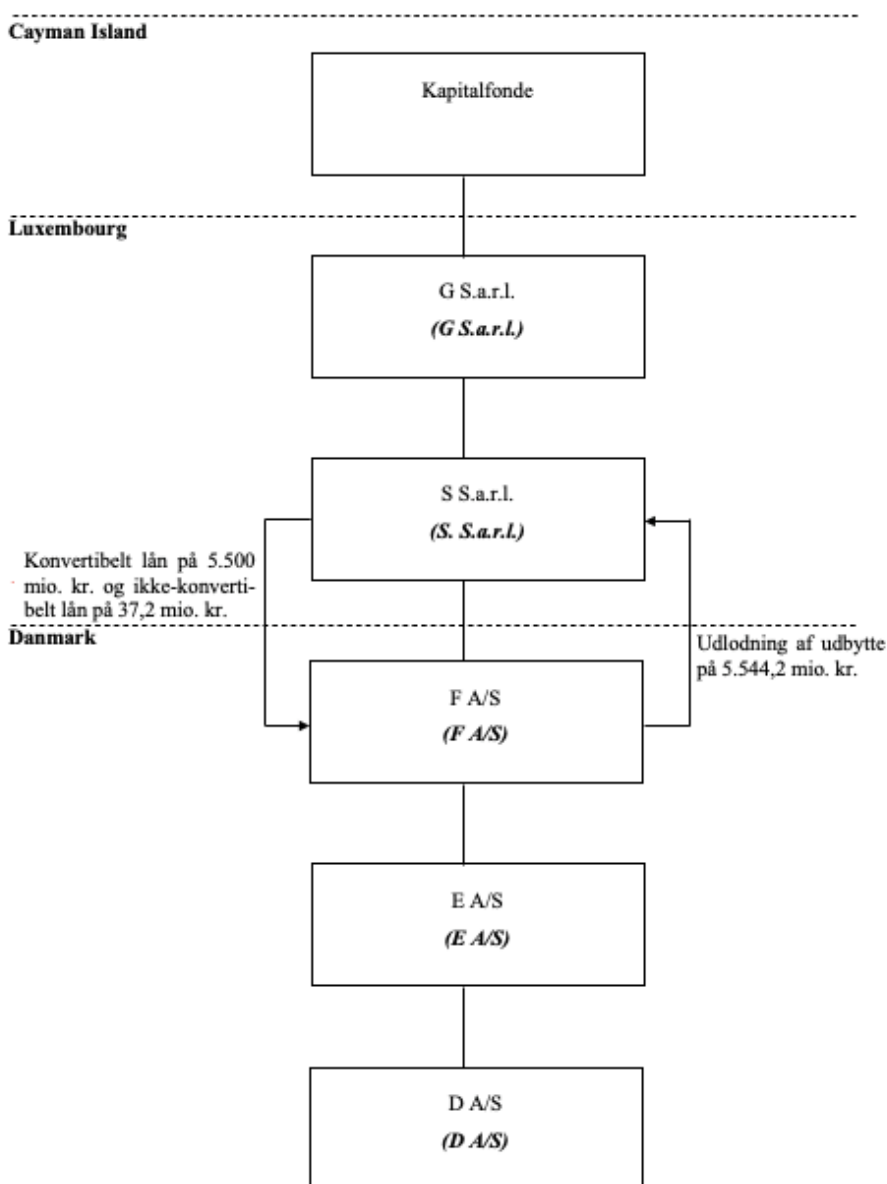 Cayman Island
Kapitalfonde
Luxembourg
G S.a.r.l.
(G S.a.r.l.)
S S.a.r.l.
(S. S.a.r.l.)
Konvertibelt lån på 5.500
mio. kr. og ikke-konverti-
belt lån på 37,2 mio. kr.
Danmark
Udlodning af udbytte
på 5.544,2 mio. kr.
F A/S
(F A/S)
E A/S
(E A/S)
D A/S
(D A/S)